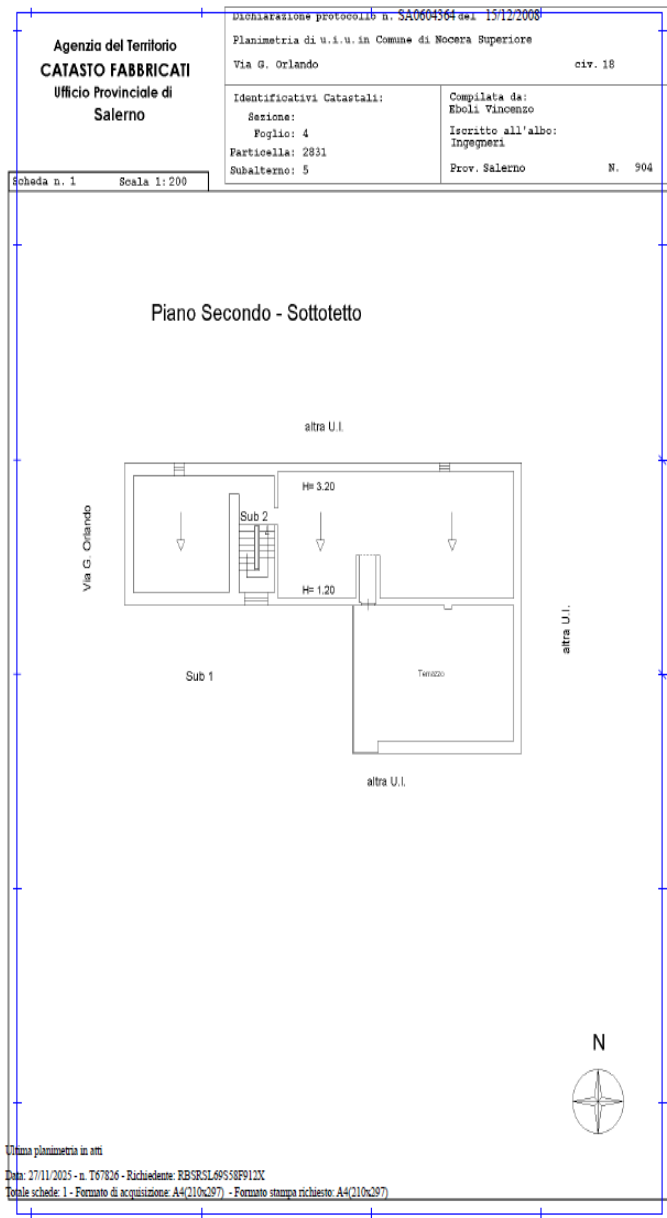 Agenzia del Territorio
CATASTO FABBRICATI
Ufficio Provinciale di
Salerno
Dichiarazione protocollo n. SA0604364 del 15/12/2008
Planimetria di u.i.u. in Comune di Nocera Superiore
Via G. Orlando civ. 18
Identificativi Catastali:
Sezione:
Foglio: 4
Particella: 2831
Subalterno: 5
Compilata da:
Eboli Vincenzo
Iscritto all'albo:
Ingegneri
Prov. Salerno N. 904
Scheda n. 1 Scala 1:200
Piano Secondo - Sottotetto
altra U.I.
H= 3.20
Sub 2
Via G. Orlando
H= 1.20
altra U.I.
Sub 1
Terrazzo
altra U.I.
N
Ultima planimetria in atti
Data: 27/11/2025 - n. T67826 - Richiedente: RBSRSL69S58F912X
Totale schede: 1 - Formato di acquisizione: A4(210x297) - Formato stampa richiesto: A4(210x297)